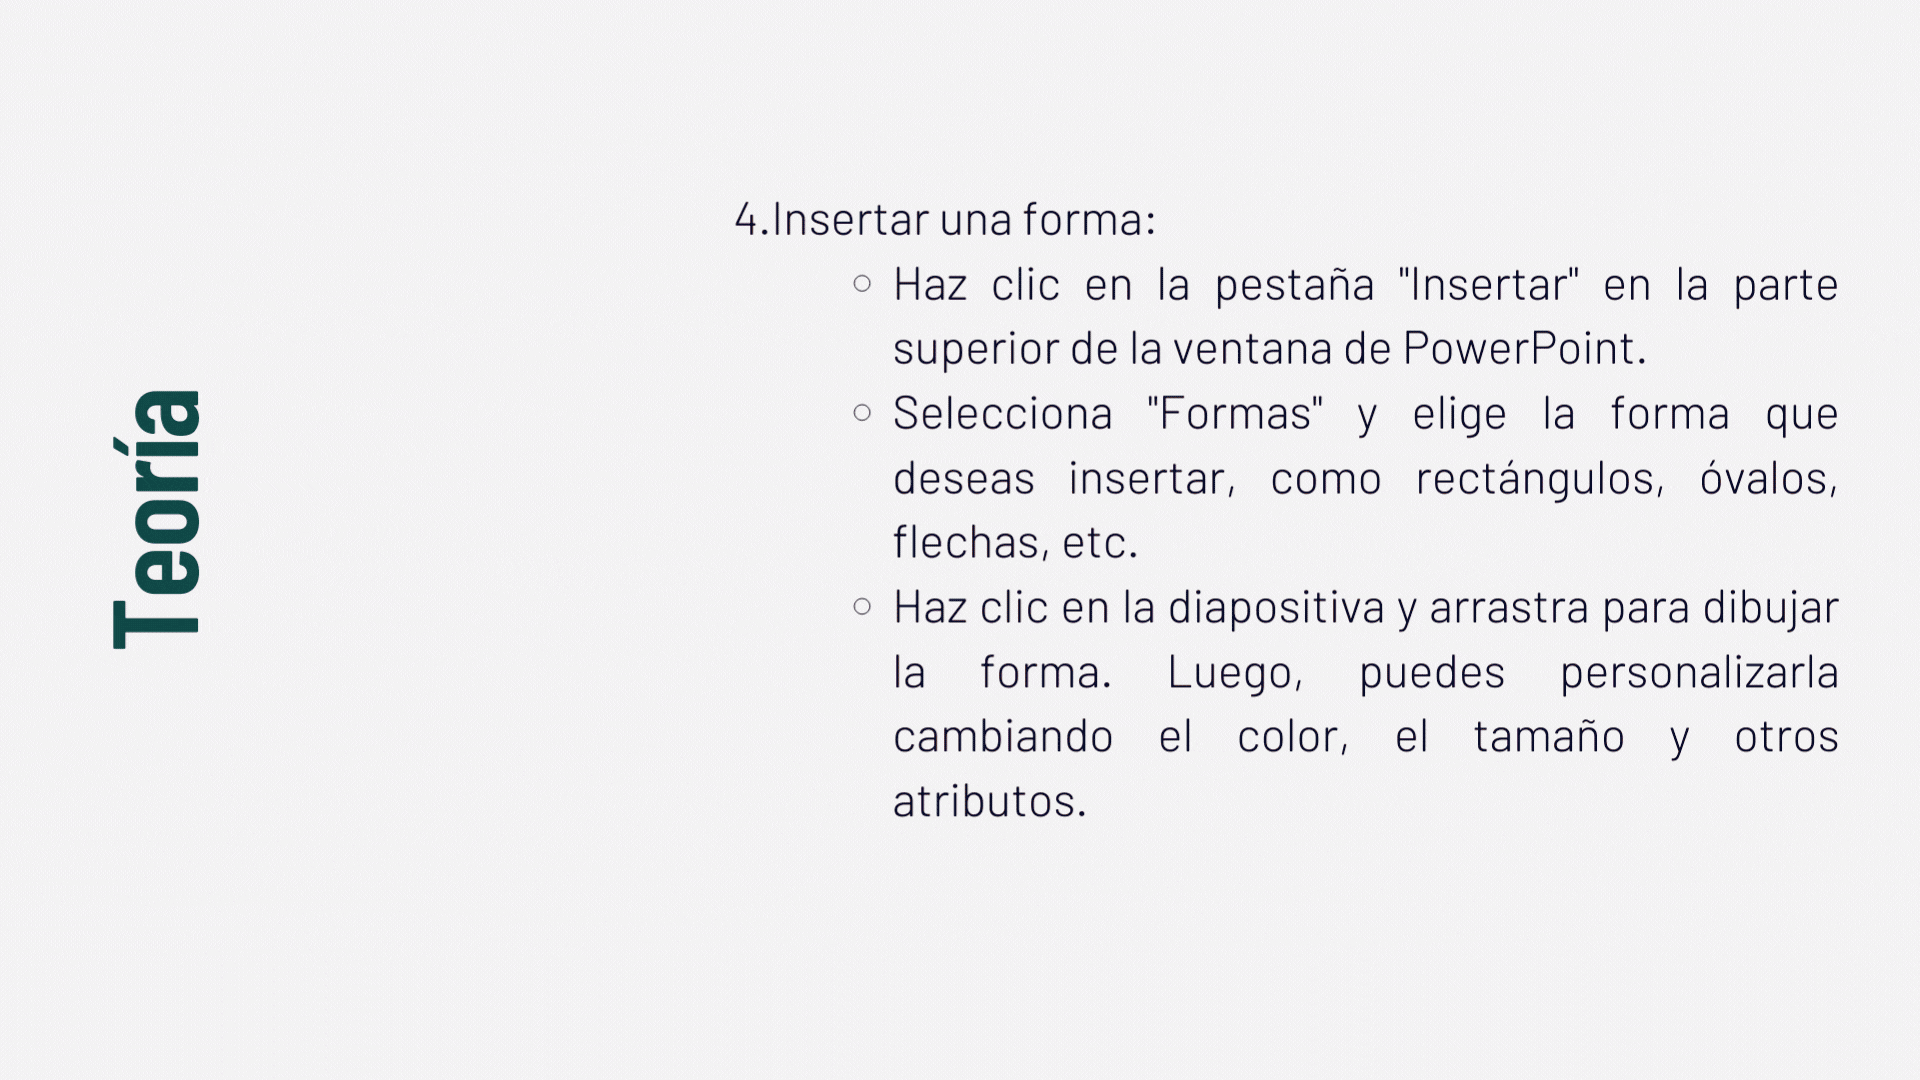 Teoría
4.Insertar una forma:
○ Haz clic en la pestaña "Insertar" en la parte
superior de la ventana de PowerPoint.
○ Selecciona "Formas" y elige la forma que
deseas insertar, como rectángulos, óvalos,
flechas, etc.
○ Haz clic en la diapositiva y arrastra para dibujar
la forma. Luego, puedes personalizarla
cambiando el color, el tamaño y otros
atributos.